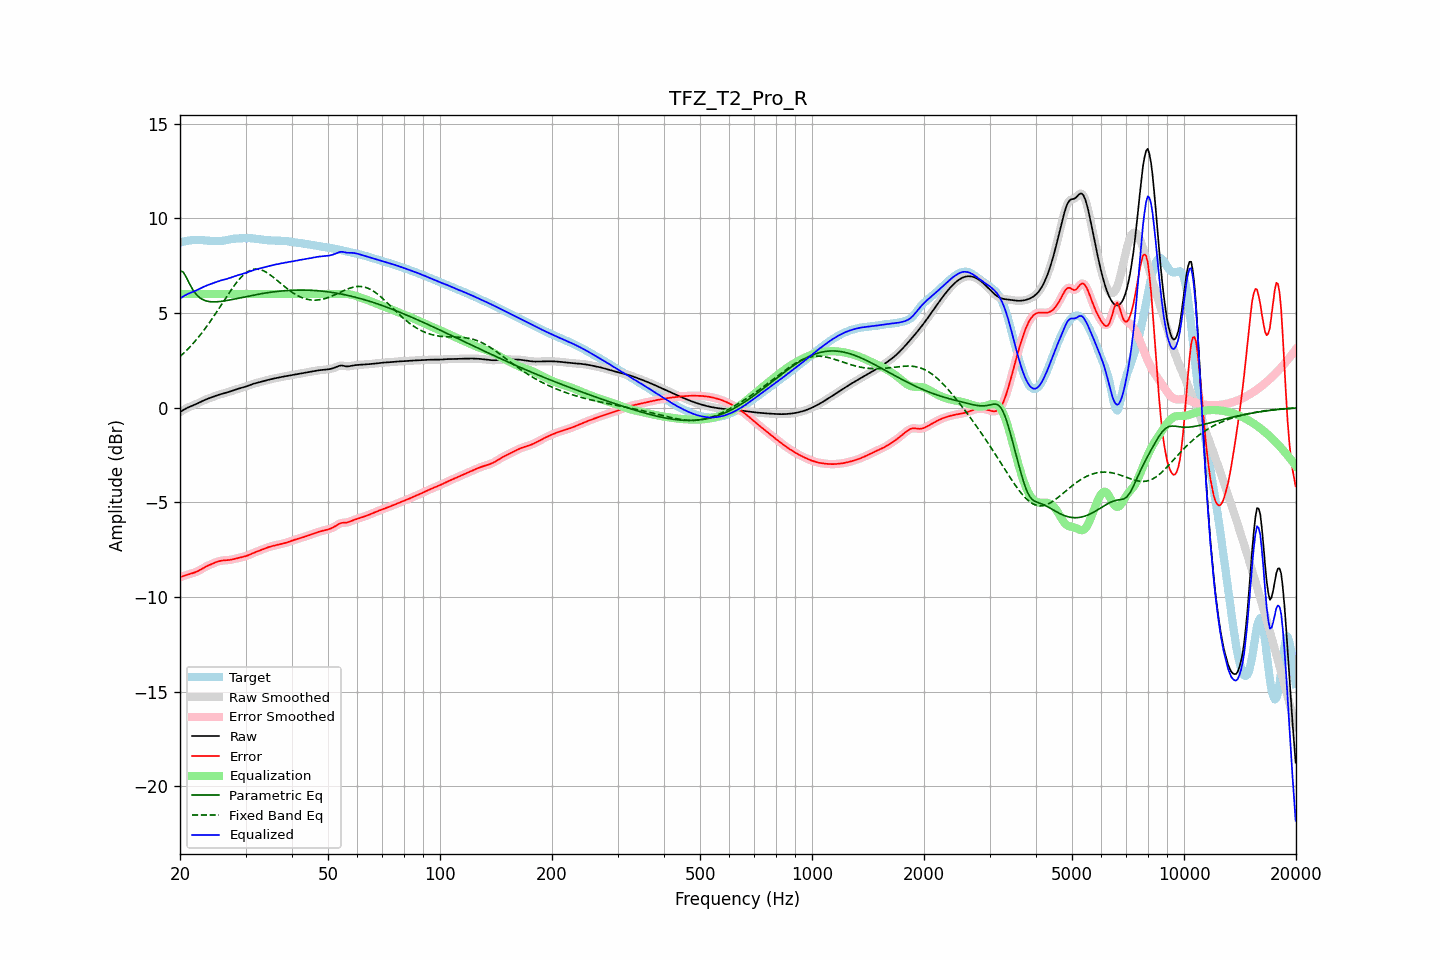 TFZ_T2_Pro_R
Amplitude (dBr)
15
10
5
0
−5
−10
−15
−20
Target
Raw Smoothed
Error Smoothed
Raw
Error
Equalization
Parametric Eq
Fixed Band Eq
Equalized
20 50 100 200 500 1000 2000 5000 10000 20000
Frequency (Hz)